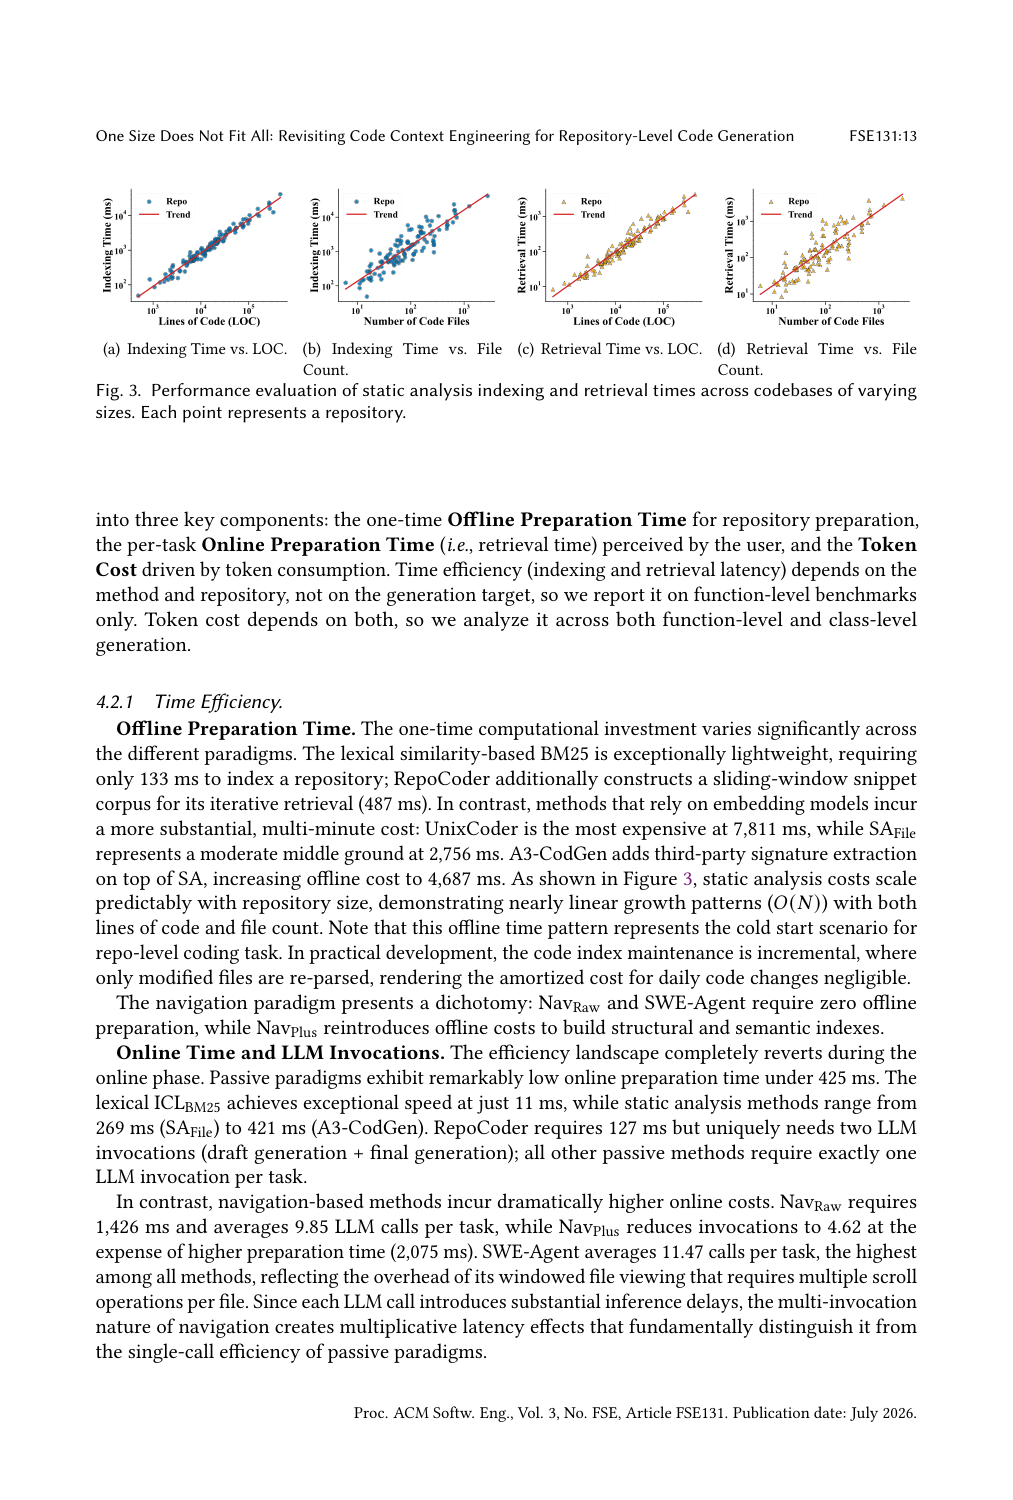 One Size Does Not Fit All: Revisiting Code Context Engineering for Repository-Level Code Generation FSE131:13
Indexing Time (ms)
10⁴
10³
10²
Repo
Trend
10³ 10⁴ 10⁵
Lines of Code (LOC)
Indexing Time (ms)
10⁴
10³
10²
Repo
Trend
10¹ 10² 10³
Number of Code Files
Retrieval Time (ms)
10³
10²
10¹
Repo
Trend
10³ 10⁴ 10⁵
Lines of Code (LOC)
Retrieval Time (ms)
10³
10²
10¹
Repo
Trend
10¹ 10² 10³
Number of Code Files
(a) Indexing Time vs. LOC.
(b) Indexing Time vs. File
Count.
(c) Retrieval Time vs. LOC.
(d) Retrieval Time vs. File
Count.
Fig. 3. Performance evaluation of static analysis indexing and retrieval times across codebases of varying
sizes. Each point represents a repository.
into three key components: the one-time Offline Preparation Time for repository preparation,
the per-task Online Preparation Time (i.e., retrieval time) perceived by the user, and the Token
Cost driven by token consumption. Time efficiency (indexing and retrieval latency) depends on the
method and repository, not on the generation target, so we report it on function-level benchmarks
only. Token cost depends on both, so we analyze it across both function-level and class-level
generation.
4.2.1 Time Efficiency.
Offline Preparation Time. The one-time computational investment varies significantly across
the different paradigms. The lexical similarity-based BM25 is exceptionally lightweight, requiring
only 133 ms to index a repository; RepoCoder additionally constructs a sliding-window snippet
corpus for its iterative retrieval (487 ms). In contrast, methods that rely on embedding models incur
a more substantial, multi-minute cost: UnixCoder is the most expensive at 7,811 ms, while SAFile
represents a moderate middle ground at 2,756 ms. A3-CodGen adds third-party signature extraction
on top of SA, increasing offline cost to 4,687 ms. As shown in Figure 3, static analysis costs scale
predictably with repository size, demonstrating nearly linear growth patterns (O(N)) with both
lines of code and file count. Note that this offline time pattern represents the cold start scenario for
repo-level coding task. In practical development, the code index maintenance is incremental, where
only modified files are re-parsed, rendering the amortized cost for daily code changes negligible.
The navigation paradigm presents a dichotomy: NavRaw and SWE-Agent require zero offline
preparation, while NavPlus reintroduces offline costs to build structural and semantic indexes.
Online Time and LLM Invocations. The efficiency landscape completely reverts during the
online phase. Passive paradigms exhibit remarkably low online preparation time under 425 ms. The
lexical ICLBM25 achieves exceptional speed at just 11 ms, while static analysis methods range from
269 ms (SAFile) to 421 ms (A3-CodGen). RepoCoder requires 127 ms but uniquely needs two LLM
invocations (draft generation + final generation); all other passive methods require exactly one
LLM invocation per task.
In contrast, navigation-based methods incur dramatically higher online costs. NavRaw requires
1,426 ms and averages 9.85 LLM calls per task, while NavPlus reduces invocations to 4.62 at the
expense of higher preparation time (2,075 ms). SWE-Agent averages 11.47 calls per task, the highest
among all methods, reflecting the overhead of its windowed file viewing that requires multiple scroll
operations per file. Since each LLM call introduces substantial inference delays, the multi-invocation
nature of navigation creates multiplicative latency effects that fundamentally distinguish it from
the single-call efficiency of passive paradigms.
Proc. ACM Softw. Eng., Vol. 3, No. FSE, Article FSE131. Publication date: July 2026.